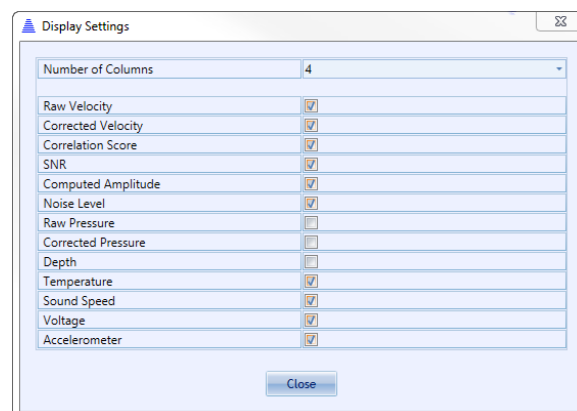 Display Settings
Number of Columns 4
Raw Velocity
Corrected Velocity
Correlation Score
SNR
Computed Amplitude
Noise Level
Raw Pressure
Corrected Pressure
Depth
Temperature
Sound Speed
Voltage
Accelerometer
Close